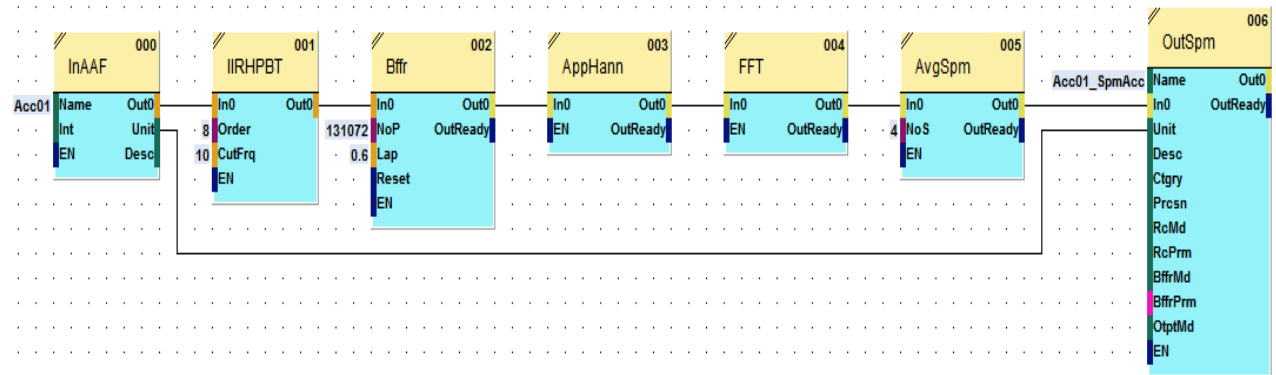 000
InAAF
Acc01 Name Out0
Int Unit
EN Desc
001
IIRHPBT
In0 Out0
8 Order
10 CutFrq
EN
002
Bffr
In0 Out0
131072 NoP OutReady
0.6 Lap
Reset
EN
003
AppHann
In0 Out0
EN OutReady
004
FFT
In0 Out0
EN OutReady
005
AvgSpm
In0 Out0
4 NoS OutReady
EN
006
OutSpm
Acc01_SpmAcc Name Out0
In0 OutReady
Unit
Desc
Ctgry
Prcsn
RcMd
RcPrm
BffrMd
BffrPrm
OtptMd
EN